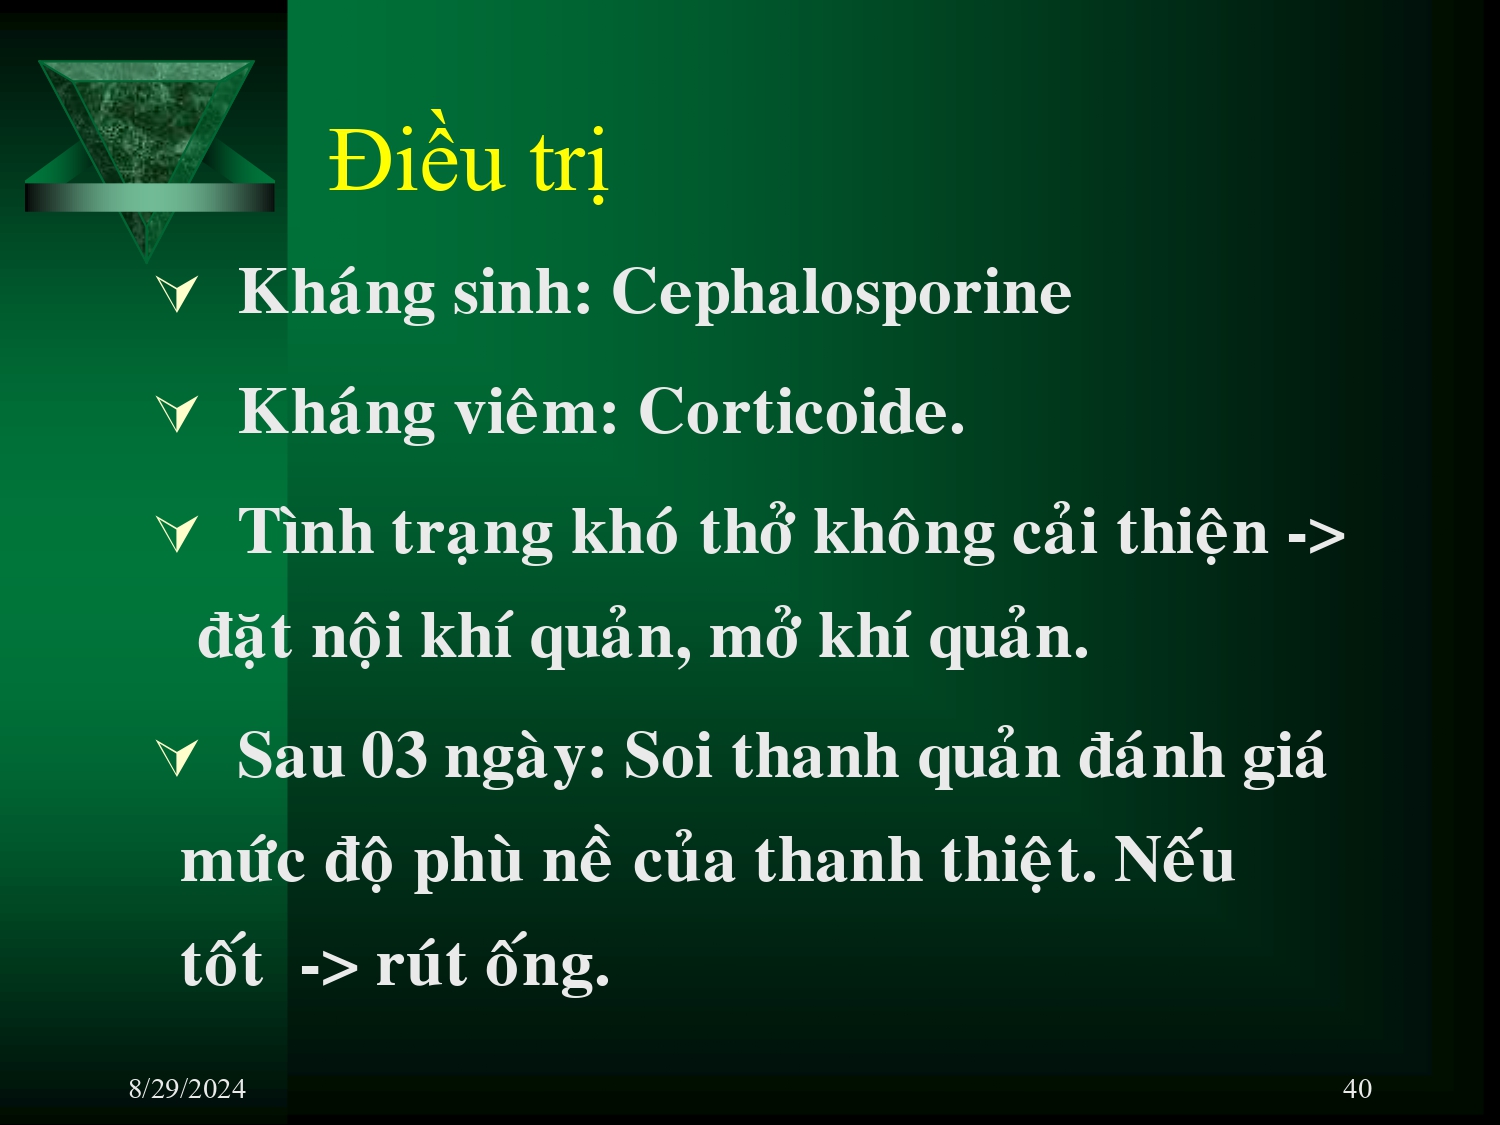 Điều trị
Kháng sinh: Cephalosporine
Kháng viêm: Corticoide.
Tình trạng khó thở không cải thiện ->
đặt nội khí quản, mở khí quản.
Sau 03 ngày: Soi thanh quản đánh giá
mức độ phù nề của thanh thiệt. Nếu
tốt -> rút ống.
8/29/2024
40